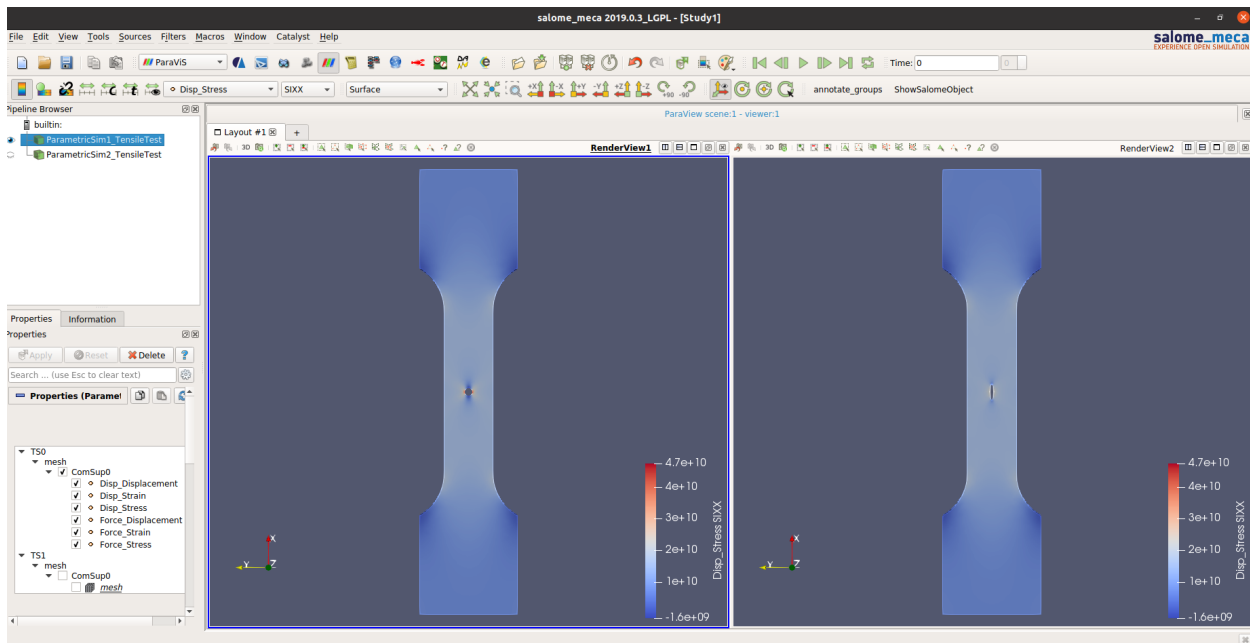 salome_meca 2019.0.3_LGPL - [Study1]
File Edit View Tools Sources Filters Macros Window Catalyst Help
salome_meca
EXPERIENCE OPEN SIMULATION
ParaViS
Time: 0
0
Disp_Stress
SIXX
Surface
+X -X +Y -Y +Z -Z +90 -90
annotate_groups ShowSalomeObject
Pipeline Browser
ParaView scene:1 - viewer:1
builtin:
Layout #1
+
ParametricSim1_TensileTest
3D
RenderView1
3D
RenderView2
ParametricSim2_TensileTest
Properties
Information
Properties
Apply
Reset
Delete
?
Search ... (use Esc to clear text)
Properties (Paramet
TS0
mesh
ComSup0
Disp_Displacement
Disp_Strain
Disp_Stress
Force_Displacement
Force_Strain
Force_Stress
TS1
mesh
ComSup0
mesh
X
Y
Z
4.7e+10
4e+10
3e+10
2e+10
1e+10
-1.6e+09
Disp_Stress SIXX
X
Y
Z
4.7e+10
4e+10
3e+10
2e+10
1e+10
-1.6e+09
Disp_Stress SIXX